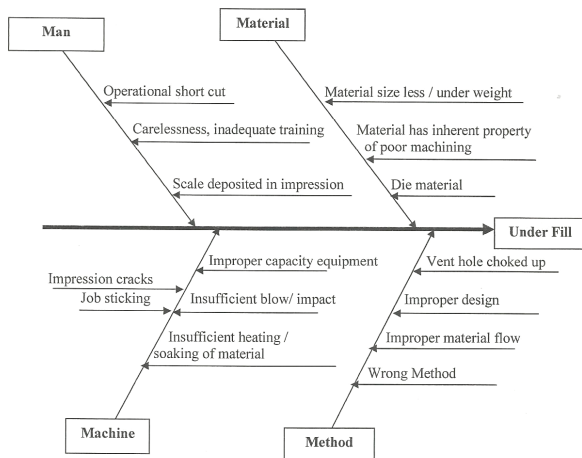 Man
Material
Operational short cut
Carelessness, inadequate training
Scale deposited in impression
Material size less / under weight
Material has inherent property
of poor machining
Die material
Under Fill
Improper capacity equipment
Impression cracks
Job sticking
Insufficient blow/ impact
Insufficient heating /
soaking of material
Vent hole choked up
Improper design
Improper material flow
Wrong Method
Machine
Method